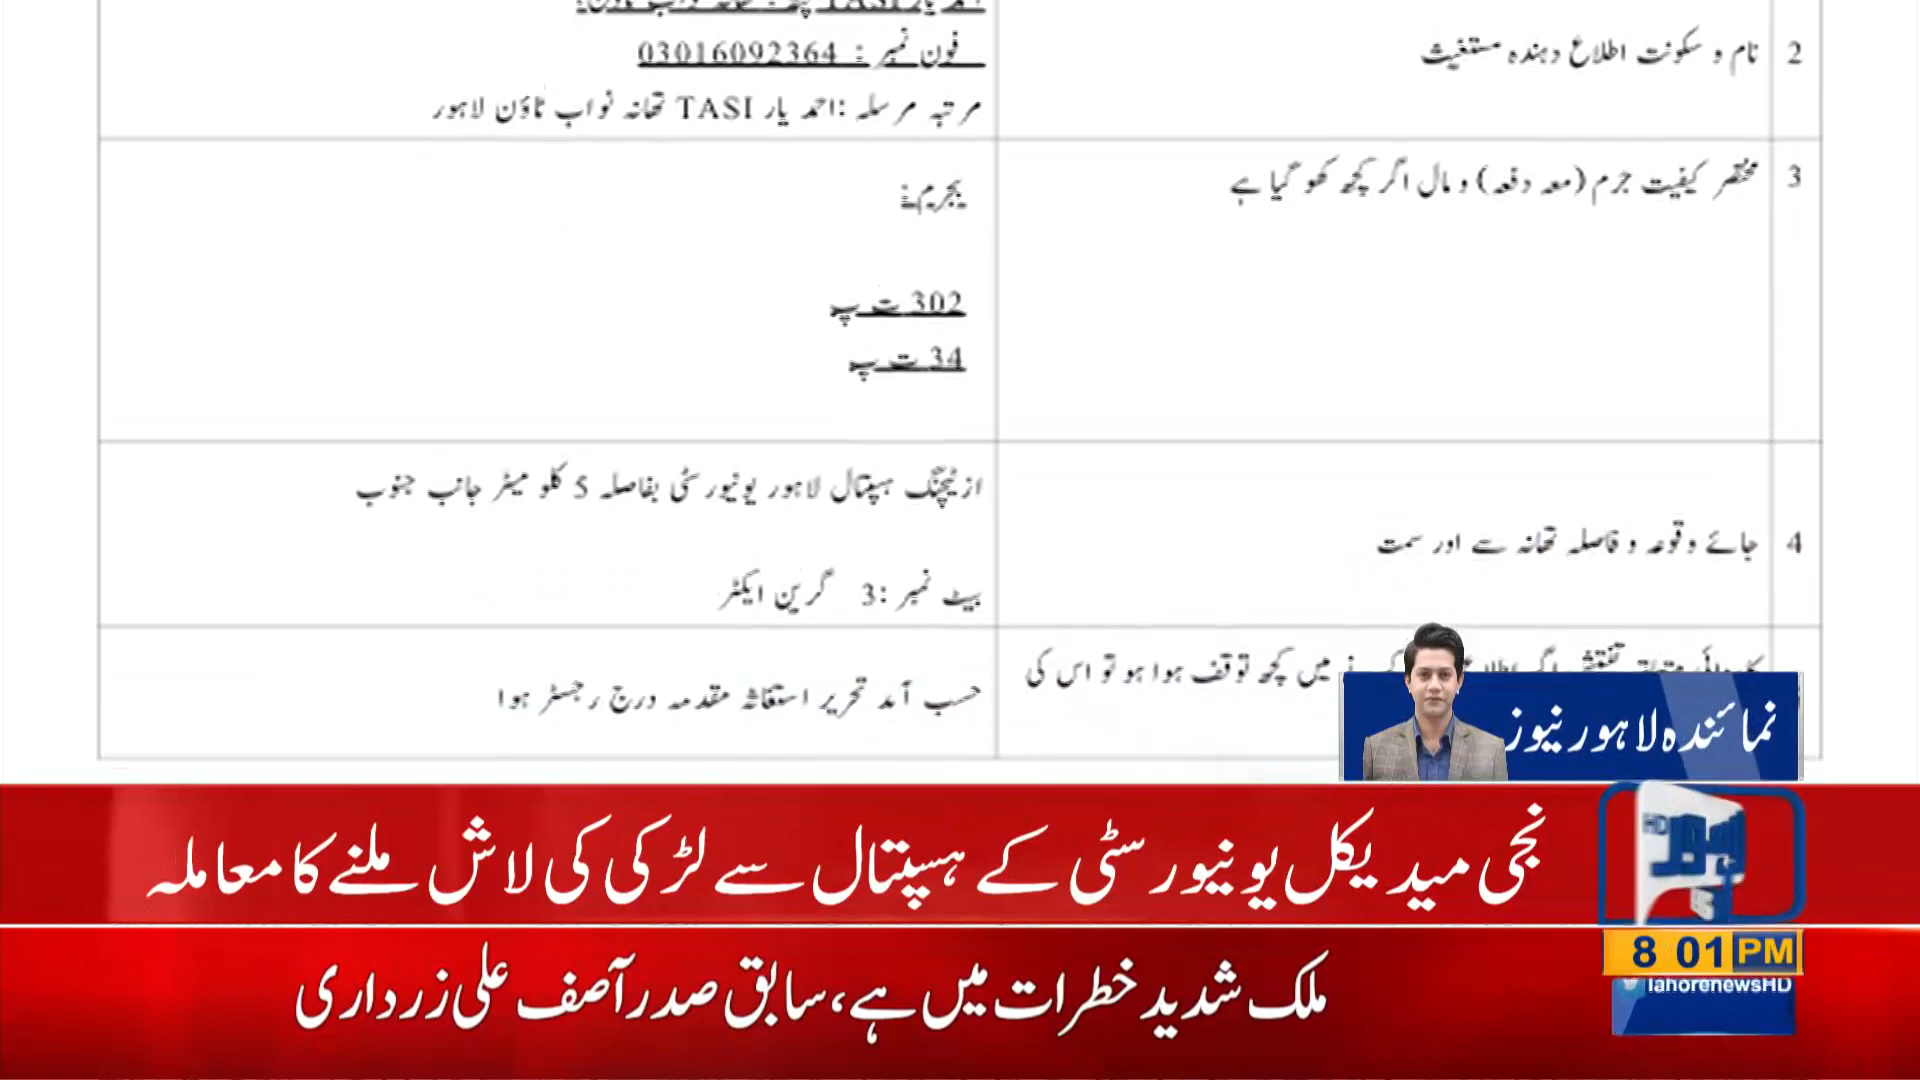 فون نمبر : 03016092364
2 نام و سکونت اطلاع دہندہ مستغیث
مرتبہ مرسلہ :احمد یار TASI تھانہ نواب ٹاؤن لاہور
3 مختصر کیفیت جرم (معہ دفعہ) و مال اگر کچھ کھو گیا ہے
بجرم:
302 ت پ
34 ت پ
4 جائے وقوعہ و فاصلہ تھانہ سے اور سمت
از ٹیچنگ ہسپتال لاہور یونیورسٹی بفاصلہ 5 کلو میٹر جانب جنوب
بیٹ نمبر :3 گرین ایکٹر
میں کچھ توقف ہوا ہو تو اس کی
حسب آمد تحریر استغاثہ مقدمہ درج رجسٹر ہوا
نمائندہ لاہور نیوز
نجی میڈیکل یونیورسٹی کے ہسپتال سے لڑکی کی لاش ملنے کا معاملہ
لاہور HD
ملک شدید خطرات میں ہے، سابق صدر آصف علی زرداری
8 01 PM
lahorenewsHD